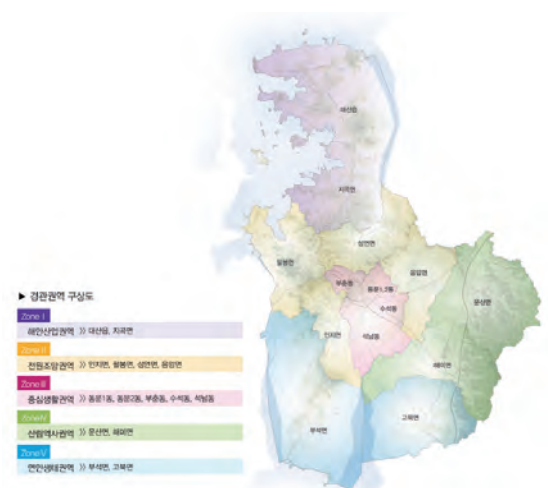 대산읍
지곡면
성연면
팔봉면
음암면
부춘동
동문1,2동
운산면
수석동
인지면
석남동
해미면
고북면
부석면
▶ 경관권역 구상도
Zone I
해안산업권역 》 대산읍, 지곡면
Zone II
전원조망권역 》 인지면, 팔봉면, 성연면, 음암면
Zone III
중심생활권역 》 동문1동, 동문2동, 부춘동, 수석동, 석남동
Zone IV
산림역사권역 》 운산면, 해미면
Zone V
연안생태권역 》 부석면, 고북면